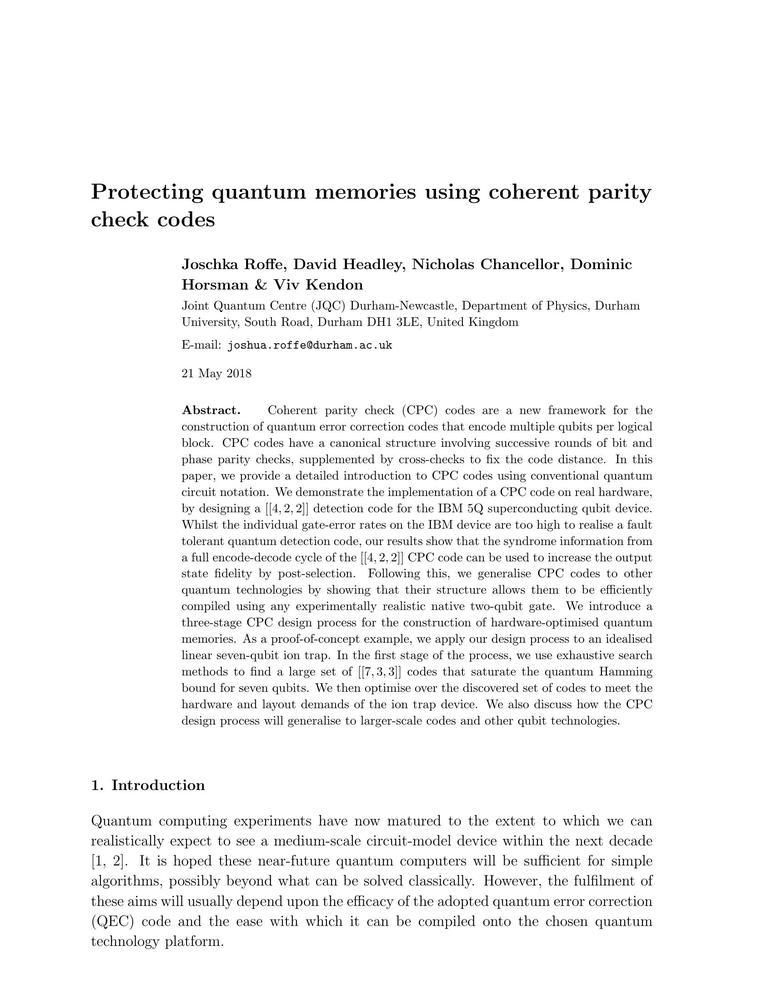 Protecting quantum memories using coherent parity
check codes
Joschka Roffe, David Headley, Nicholas Chancellor, Dominic
Horsman & Viv Kendon
Joint Quantum Centre (JQC) Durham-Newcastle, Department of Physics, Durham
University, South Road, Durham DH1 3LE, United Kingdom
E-mail: joshua.roffe@durham.ac.uk
21 May 2018
Abstract. Coherent parity check (CPC) codes are a new framework for the
construction of quantum error correction codes that encode multiple qubits per logical
block. CPC codes have a canonical structure involving successive rounds of bit and
phase parity checks, supplemented by cross-checks to fix the code distance. In this
paper, we provide a detailed introduction to CPC codes using conventional quantum
circuit notation. We demonstrate the implementation of a CPC code on real hardware,
by designing a [[4, 2, 2]] detection code for the IBM 5Q superconducting qubit device.
Whilst the individual gate-error rates on the IBM device are too high to realise a fault
tolerant quantum detection code, our results show that the syndrome information from
a full encode-decode cycle of the [[4, 2, 2]] CPC code can be used to increase the output
state fidelity by post-selection. Following this, we generalise CPC codes to other
quantum technologies by showing that their structure allows them to be efficiently
compiled using any experimentally realistic native two-qubit gate. We introduce a
three-stage CPC design process for the construction of hardware-optimised quantum
memories. As a proof-of-concept example, we apply our design process to an idealised
linear seven-qubit ion trap. In the first stage of the process, we use exhaustive search
methods to find a large set of [[7, 3, 3]] codes that saturate the quantum Hamming
bound for seven qubits. We then optimise over the discovered set of codes to meet the
hardware and layout demands of the ion trap device. We also discuss how the CPC
design process will generalise to larger-scale codes and other qubit technologies.
1. Introduction
Quantum computing experiments have now matured to the extent to which we can
realistically expect to see a medium-scale circuit-model device within the next decade
[1, 2]. It is hoped these near-future quantum computers will be sufficient for simple
algorithms, possibly beyond what can be solved classically. However, the fulfilment of
these aims will usually depend upon the efficacy of the adopted quantum error correction
(QEC) code and the ease with which it can be compiled onto the chosen quantum
technology platform.